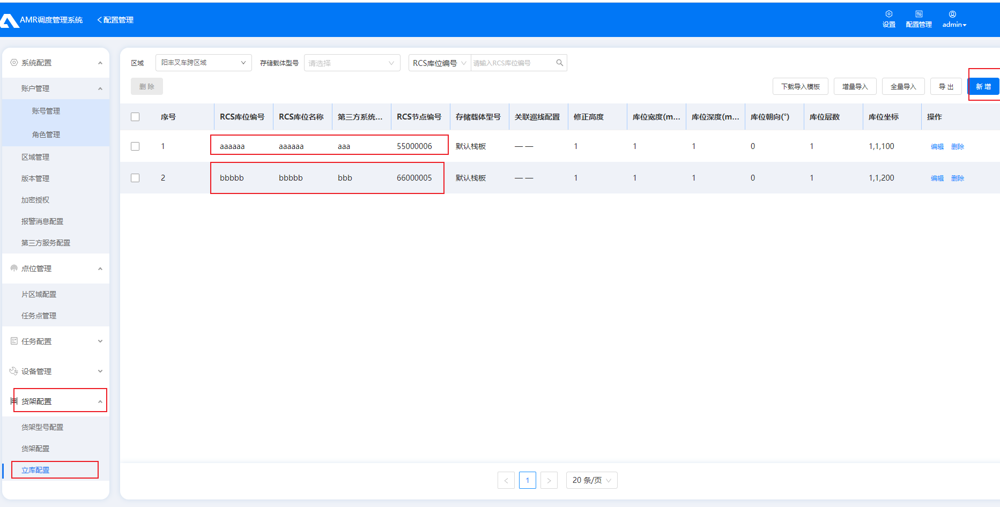 AMR调度管理系统
配置管理
设置
配置管理
admin
系统配置
账户管理
账号管理
角色管理
区域管理
版本管理
加密授权
报警消息配置
第三方服务配置
点位管理
片区域配置
任务点管理
任务配置
设备管理
货架配置
货架型号配置
货架配置
立库配置
区域 阳丰叉车跨区域 存储载体型号 请选择 RCS库位编号 请输入RCS库位编号
删 除 下载导入模板 增量导入 全量导入 导 出 新 增
序号 RCS库位编号 RCS库位名称 第三方系统... RCS节点编号 存储载体型号 关联巡线配置 修正高度 库位宽度(m... 库位深度(m... 库位朝向(°) 库位层数 库位坐标 操作
1 aaaaaa aaaaaa aaa 55000006 默认栈板 — — 1 1 1 0 1 1,1,100 编辑 删除
2 bbbbb bbbbb bbb 66000005 默认栈板 — — 1 1 1 0 1 1,1,200 编辑 删除
< 1 > 20 条/页